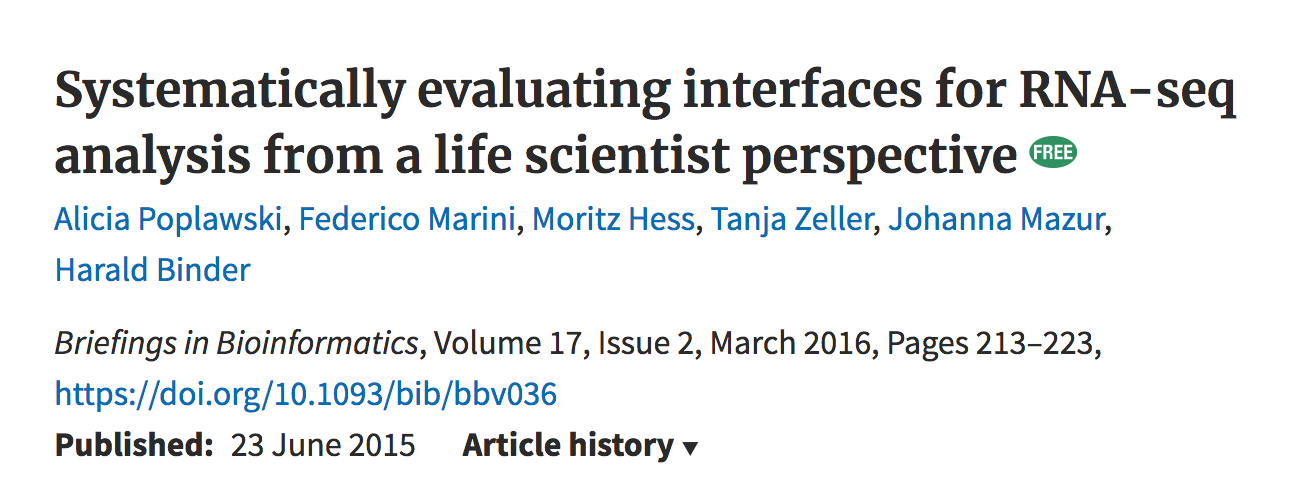 Systematically evaluating interfaces for RNA-seq
analysis from a life scientist perspective FREE
Alicia Poplawski, Federico Marini, Moritz Hess, Tanja Zeller, Johanna Mazur,
Harald Binder
Briefings in Bioinformatics, Volume 17, Issue 2, March 2016, Pages 213–223,
https://doi.org/10.1093/bib/bbv036
Published: 23 June 2015 Article history ▼